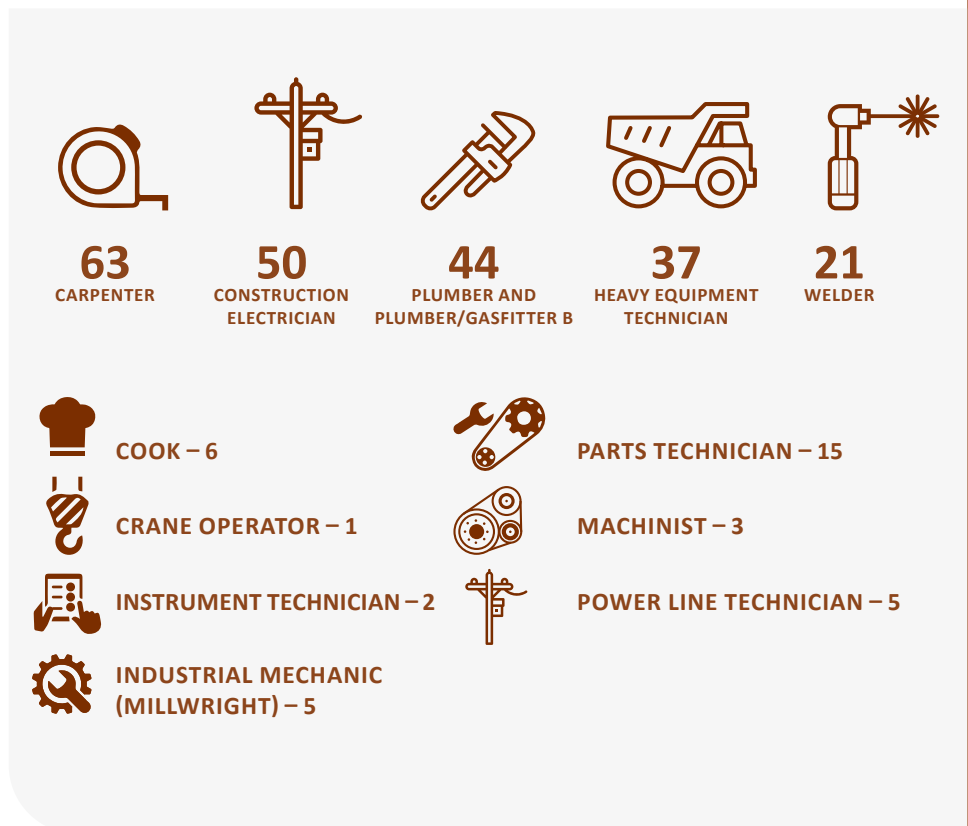 63
CARPENTER
50
CONSTRUCTION
ELECTRICIAN
44
PLUMBER AND
PLUMBER/GASFITTER B
37
HEAVY EQUIPMENT
TECHNICIAN
21
WELDER
COOK – 6
CRANE OPERATOR – 1
INSTRUMENT TECHNICIAN – 2
INDUSTRIAL MECHANIC
(MILLWRIGHT) – 5
PARTS TECHNICIAN – 15
MACHINIST – 3
POWER LINE TECHNICIAN – 5